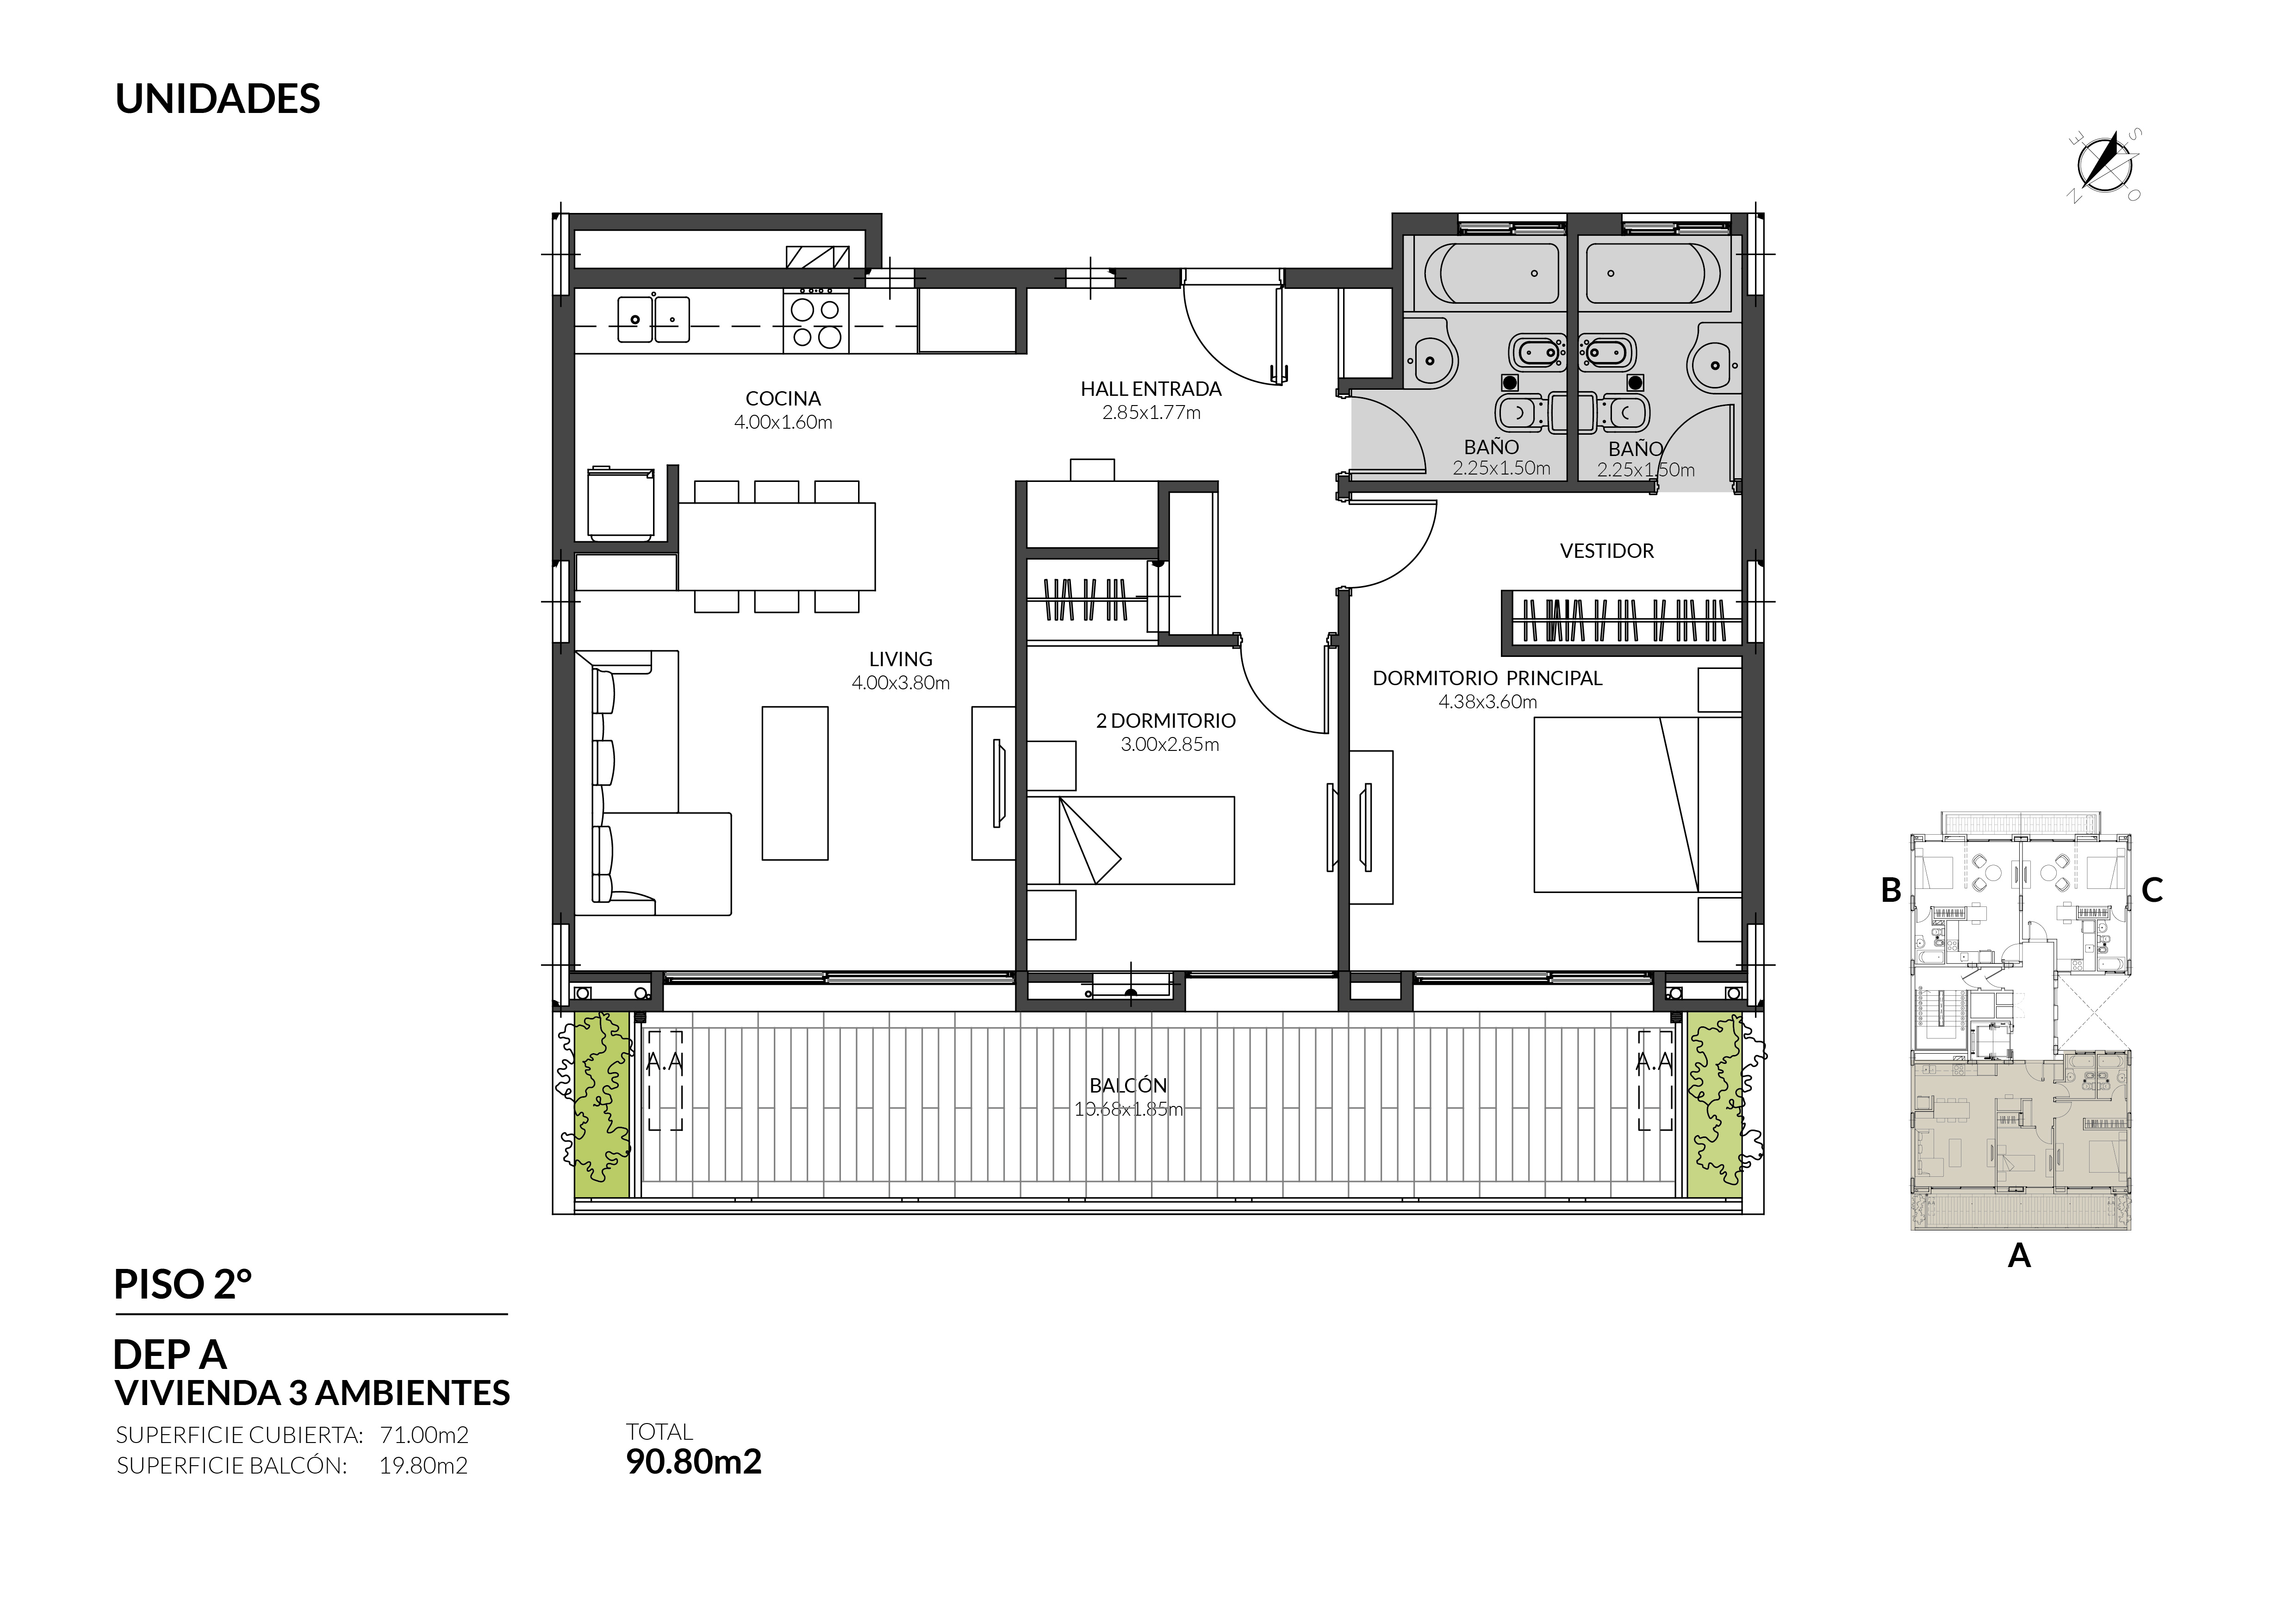 UNIDADES
E
S
N
O
COCINA
4.00x1.60m
HALL ENTRADA
2.85x1.77m
BAÑO
2.25x1.50m
BAÑO
2.25x1.50m
VESTIDOR
LIVING
4.00x3.80m
2 DORMITORIO
3.00x2.85m
DORMITORIO PRINCIPAL
4.38x3.60m
A.A
A.A
BALCÓN
10.68x1.85m
B
C
A
PISO 2°
DEP A
VIVIENDA 3 AMBIENTES
SUPERFICIE CUBIERTA: 71.00m2
SUPERFICIE BALCÓN: 19.80m2
TOTAL
90.80m2